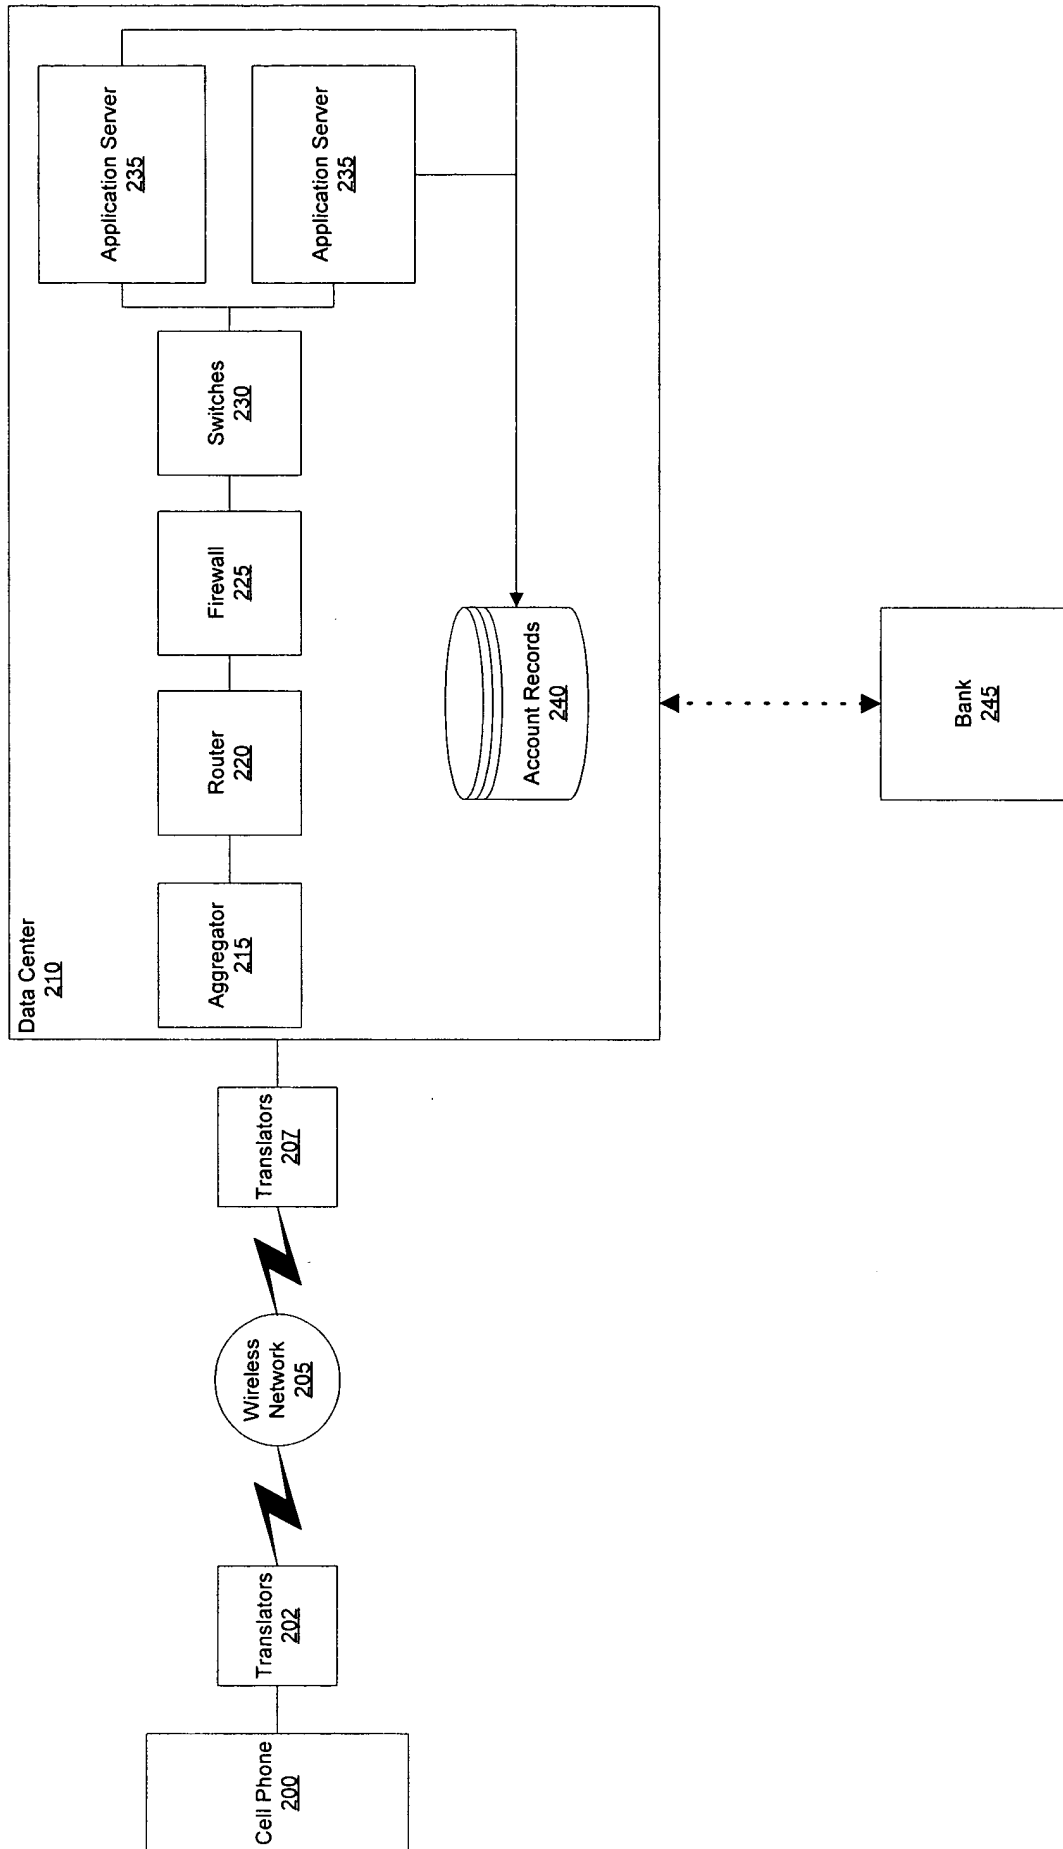 Data Center
210
Cell Phone
200
Translators
202
Wireless
Network
205
Translators
207
Aggregator
215
Router
220
Firewall
225
Switches
230
Application Server
235
Application Server
235
Account Records
240
Bank
245